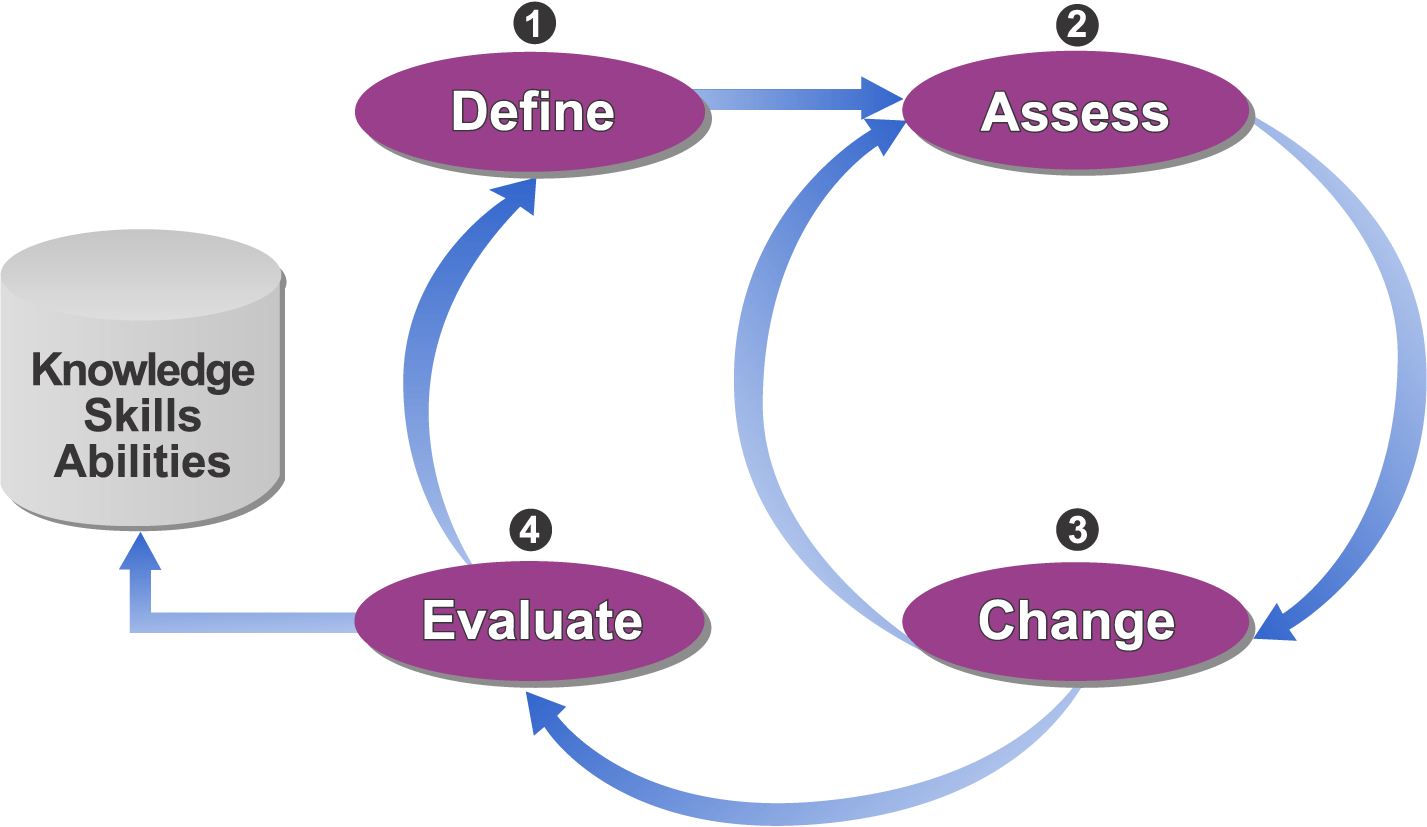 1
Define
2
Assess
Knowledge
Skills
Abilities
4
Evaluate
3
Change